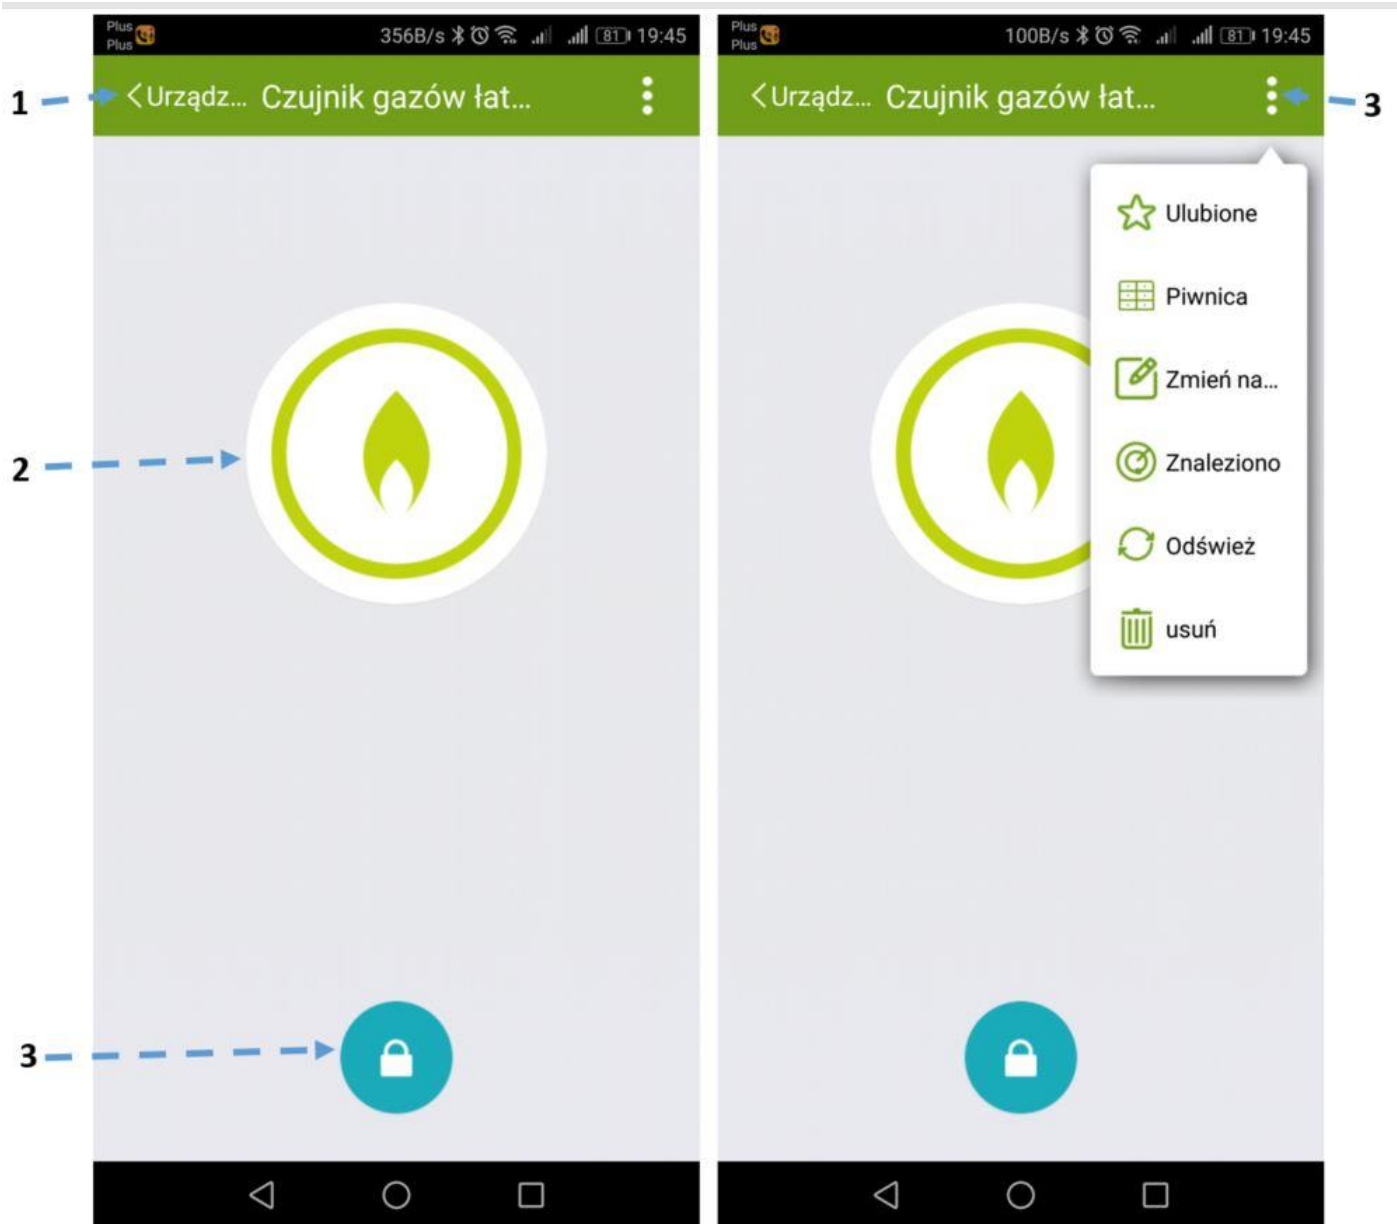 Plus
Plus
356B/s 81 19:45
<Urządz... Czujnik gazów łat...
1
2
3
Plus
Plus
100B/s 81 19:45
<Urządz... Czujnik gazów łat...
3
Ulubione
Piwnica
Zmień na...
Znaleziono
Odśwież
usuń